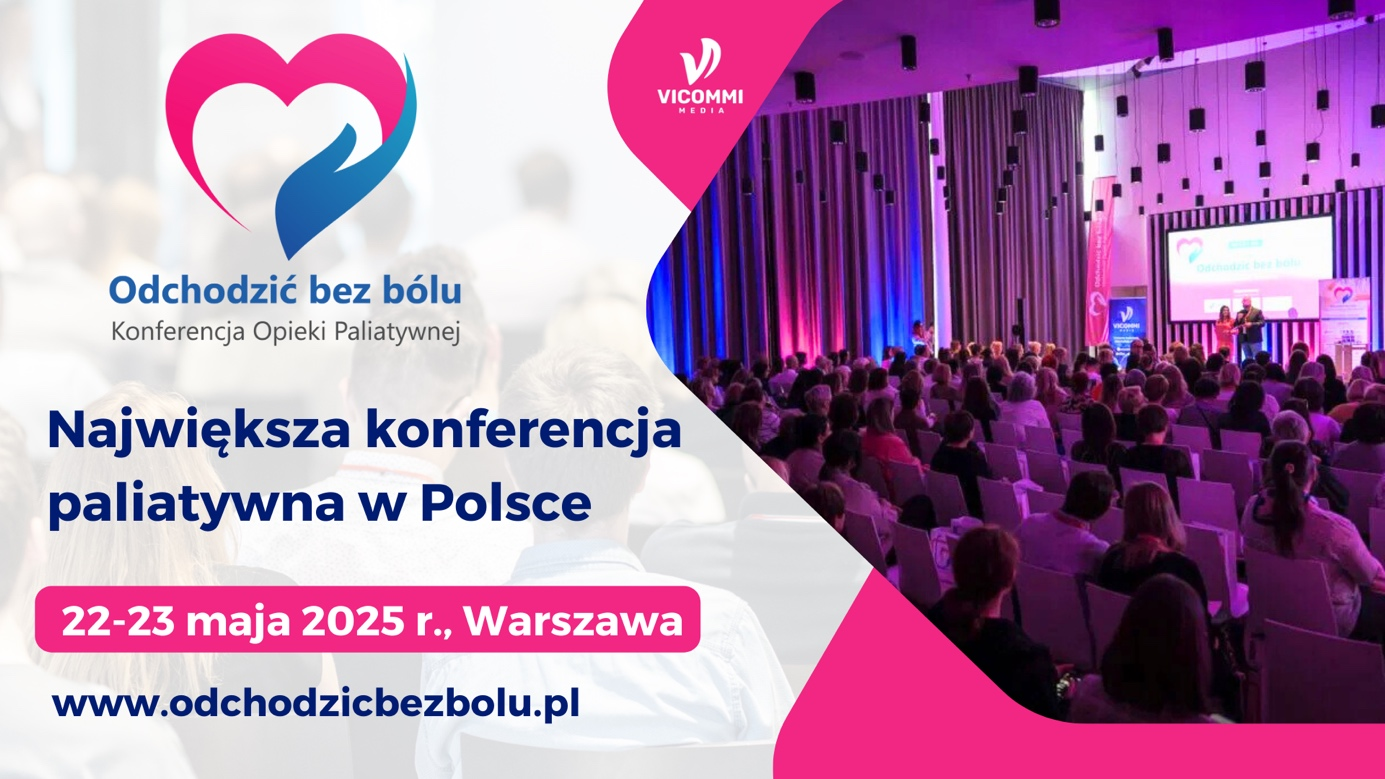 Odchodzić bez bólu
Konferencja Opieki Paliatywnej
Największa konferencja
paliatywna w Polsce
22-23 maja 2025 r., Warszawa
www.odchodzicbezbolu.pl
VICOMMI
MEDIA
Odchodzić bez bólu
VICOMMI